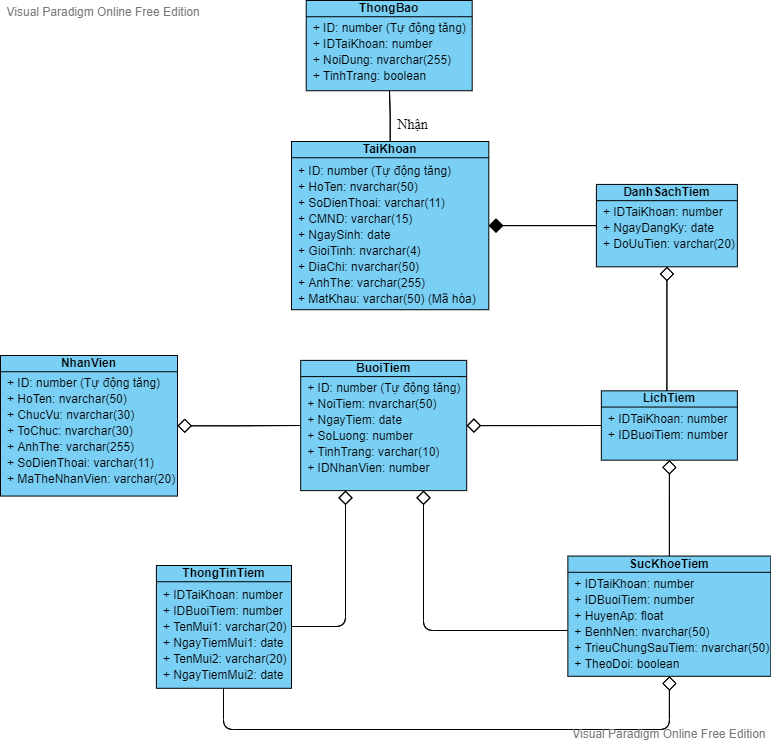 Visual Paradigm Online Free Edition
ThongBao
+ ID: number (Tự động tăng)
+ IDTaiKhoan: number
+ NoiDung: nvarchar(255)
+ TinhTrang: boolean
Nhận
TaiKhoan
+ ID: number (Tự động tăng)
+ HoTen: nvarchar(50)
+ SoDienThoai: varchar(11)
+ CMND: varchar(15)
+ NgaySinh: date
+ GioiTinh: nvarchar(4)
+ DiaChi: nvarchar(50)
+ AnhThe: varchar(255)
+ MatKhau: varchar(50) (Mã hóa)
DanhSachTiem
+ IDTaiKhoan: number
+ NgayDangKy: date
+ DoUuTien: varchar(20)
NhanVien
+ ID: number (Tự động tăng)
+ HoTen: nvarchar(50)
+ ChucVu: nvarchar(30)
+ ToChuc: nvarchar(30)
+ AnhThe: varchar(255)
+ SoDienThoai: varchar(11)
+ MaTheNhanVien: varchar(20)
BuoiTiem
+ ID: number (Tự động tăng)
+ NoiTiem: nvarchar(50)
+ NgayTiem: date
+ SoLuong: number
+ TinhTrang: varchar(10)
+ IDNhanVien: number
LichTiem
+ IDTaiKhoan: number
+ IDBuoiTiem: number
ThongTinTiem
+ IDTaiKhoan: number
+ IDBuoiTiem: number
+ TenMui1: varchar(20)
+ NgayTiemMui1: date
+ TenMui2: varchar(20)
+ NgayTiemMui2: date
SucKhoeTiem
+ IDTaiKhoan: number
+ IDBuoiTiem: number
+ HuyenAp: float
+ BenhNen: nvarchar(50)
+ TrieuChungSauTiem: nvarchar(50)
+ TheoDoi: boolean
Visual Paradigm Online Free Edition